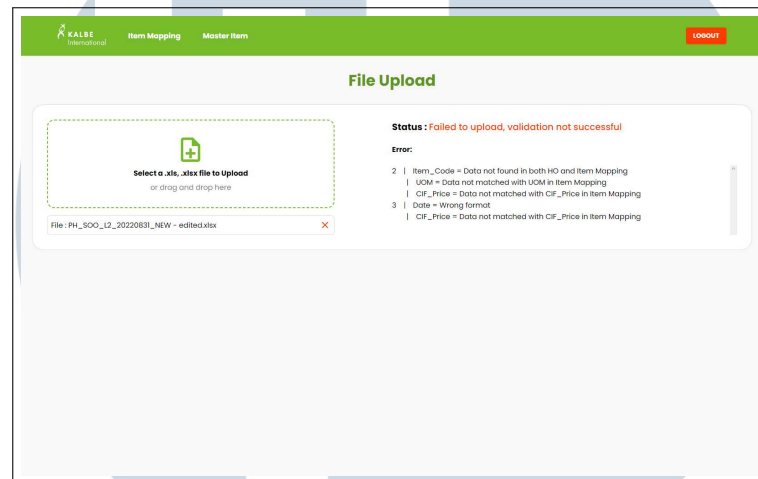 KALBE
International
Item Mapping
Master Item
LOGOUT
File Upload
Select a .xls, .xlsx file to Upload
or drag and drop here
File : PH_SOO_L2_20220831_NEW - edited.xlsx
Status : Failed to upload, validation not successful
Error:
2 | Item_Code = Data not found in both HO and Item Mapping
| UOM = Data not matched with UOM in Item Mapping
| CIF_Price = Data not matched with CIF_Price in Item Mapping
3 | Date = Wrong format
| CIF_Price = Data not matched with CIF_Price in Item Mapping